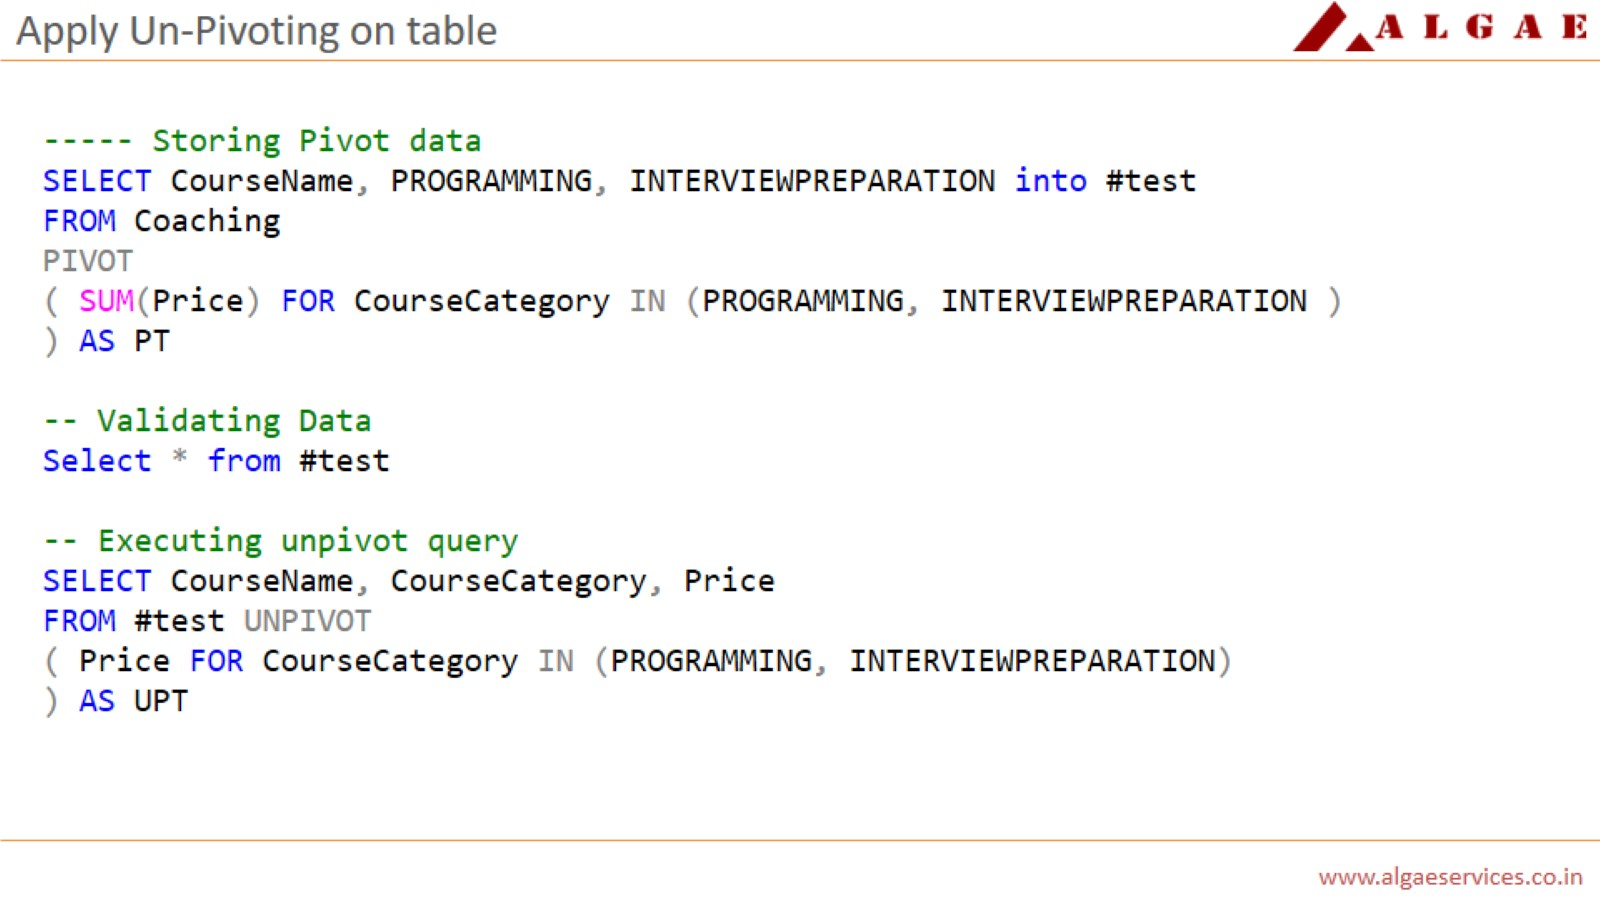 Apply Un-Pivoting on table
ALGAE
----- Storing Pivot data
SELECT CourseName, PROGRAMMING, INTERVIEWPREPARATION into #test
FROM Coaching
PIVOT
( SUM(Price) FOR CourseCategory IN (PROGRAMMING, INTERVIEWPREPARATION )
) AS PT
-- Validating Data
Select * from #test
-- Executing unpivot query
SELECT CourseName, CourseCategory, Price
FROM #test UNPIVOT
( Price FOR CourseCategory IN (PROGRAMMING, INTERVIEWPREPARATION)
) AS UPT
www.algaeservices.co.in